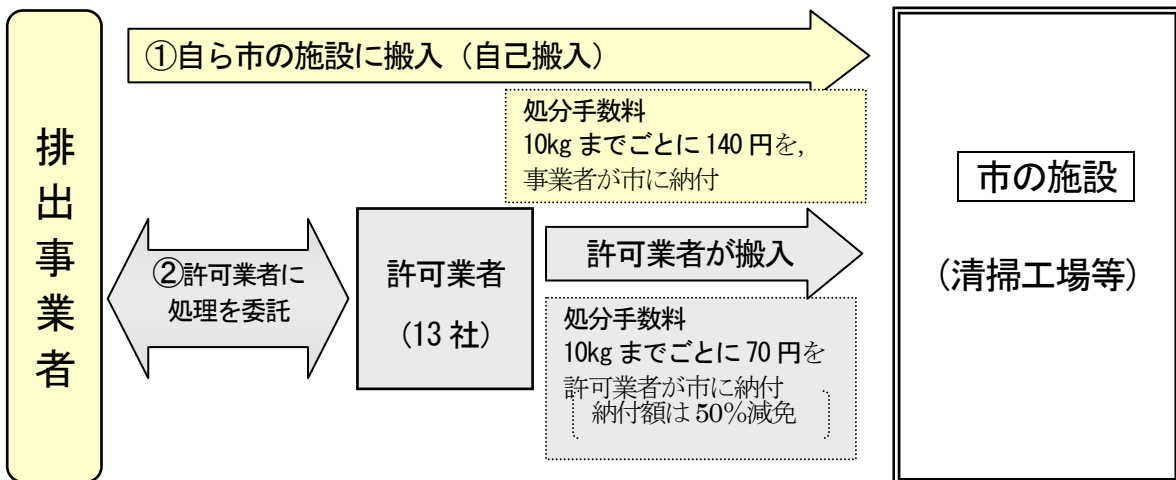 排出事業者
①自ら市の施設に搬入（自己搬入）
処分手数料
10kg までごとに 140 円を,
事業者が市に納付
②許可業者に
処理を委託
許可業者
(13 社)
許可業者が搬入
処分手数料
10kg までごとに 70 円を
許可業者が市に納付
納付額は 50%減免
市の施設
(清掃工場等)